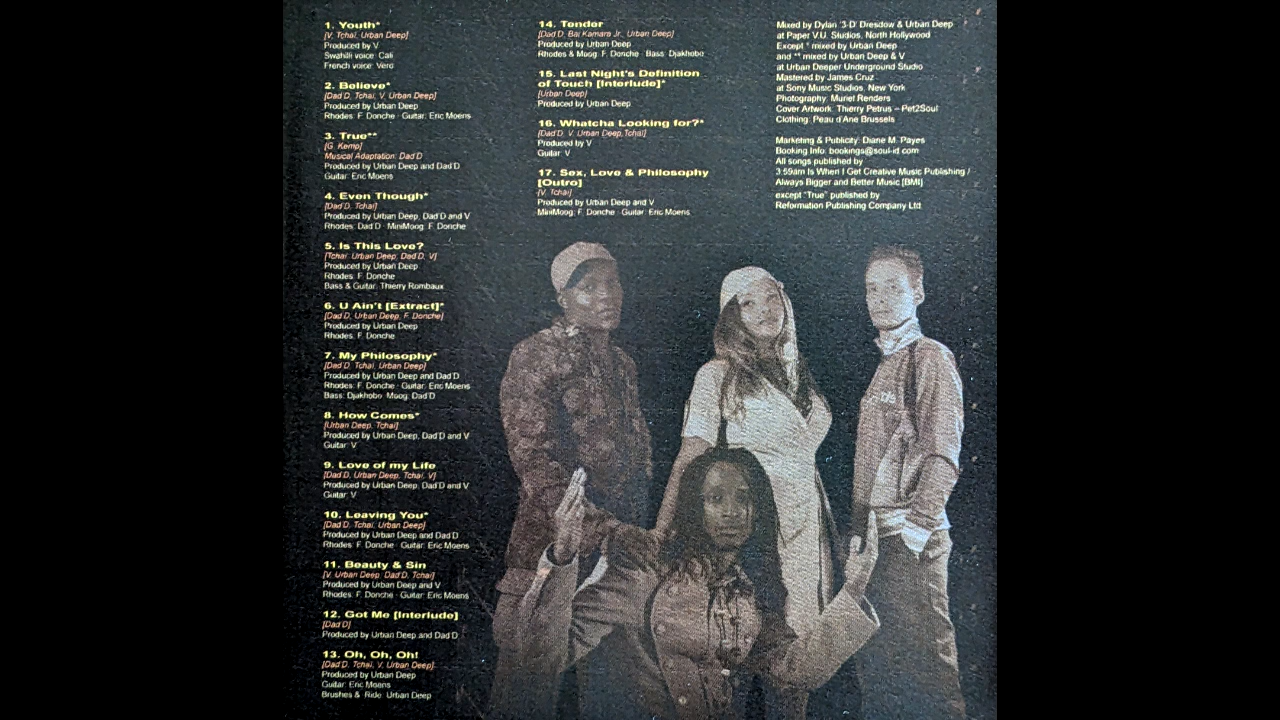 1. Youth*
[V, Tchaï, Urban Deep]
Produced by V
Swahili voice: Cali
French voice: Vero
2. Believe*
[Dad'D, Tchaï, V, Urban Deep]
Produced by Urban Deep
Rhodes: F. Donche · Guitar: Eric Moens
3. True**
[G. Kemp]
Musical Adaptation: Dad'D
Produced by Urban Deep and Dad'D
Guitar: Eric Moens
4. Even Though*
[Dad'D, Tchaï]
Produced by Urban Deep, Dad'D and V
Rhodes: Dad'D · MiniMoog: F. Donche
5. Is This Love?
[Tchaï, Urban Deep, Dad'D, V]
Produced by Urban Deep
Rhodes: F. Donche
Bass & Guitar: Thierry Rombaux
6. U Ain't [Extract]*
[Dad'D, Urban Deep, F. Donche]
Produced by Urban Deep
Rhodes: F. Donche
7. My Philosophy*
[Dad'D, Tchaï, Urban Deep]
Produced by Urban Deep and Dad'D
Rhodes: F. Donche · Guitar: Eric Moens
Bass: Djakhobo Moog: Dad'D
8. How Comes*
[Urban Deep, Tchaï]
Produced by Urban Deep, Dad'D and V
Guitar: V
9. Love of my Life
[Dad'D, Urban Deep, Tchaï, V]
Produced by Urban Deep, Dad'D and V
Guitar: V
10. Leaving You*
[Dad'D, Tchaï, Urban Deep]
Produced by Urban Deep and Dad'D
Rhodes: F. Donche · Guitar: Eric Moens
11. Beauty & Sin
[V, Urban Deep, Dad'D, Tchaï]
Produced by Urban Deep and V
Rhodes: F. Donche · Guitar: Eric Moens
12. Got Me [Interlude]
[Dad'D]
Produced by Urban Deep and Dad'D
13. Oh, Oh, Oh!
[Dad'D, Tchaï, V, Urban Deep]
Produced by Urban Deep
Guitar: Eric Moens
Brushes & Ride: Urban Deep
14. Tender
[Dad'D, Bai Kamara Jr., Urban Deep]
Produced by Urban Deep
Rhodes & Moog: F. Donche · Bass: Djakhobo
15. Last Night's Definition
of Touch [Interlude]*
[Urban Deep]
Produced by Urban Deep
16. Whatcha Looking for?*
[Dad'D, V, Urban Deep, Tchaï]
Produced by V
Guitar: V
17. Sex, Love & Philosophy
[Outro]
[V, Tchaï]
Produced by Urban Deep and V
MiniMoog: F. Donche · Guitar: Eric Moens
Mixed by Dylan '3-D' Dresdow & Urban Deep
at Paper V.U. Studios, North Hollywood
Except * mixed by Urban Deep
and ** mixed by Urban Deep & V
at Urban Deeper Underground Studio
Mastered by James Cruz
at Sony Music Studios, New York
Photography: Muriel Renders
Cover Artwork: Thierry Petrus – Pet2Soul
Clothing: Peau d'Ane Brussels
Marketing & Publicity: Diane M. Payes
Booking Info: bookings@soul-id.com
All songs published by
3:59am Is When I Get Creative Music Publishing /
Always Bigger and Better Music [BMI]
except "True" published by
Reformation Publishing Company Ltd.